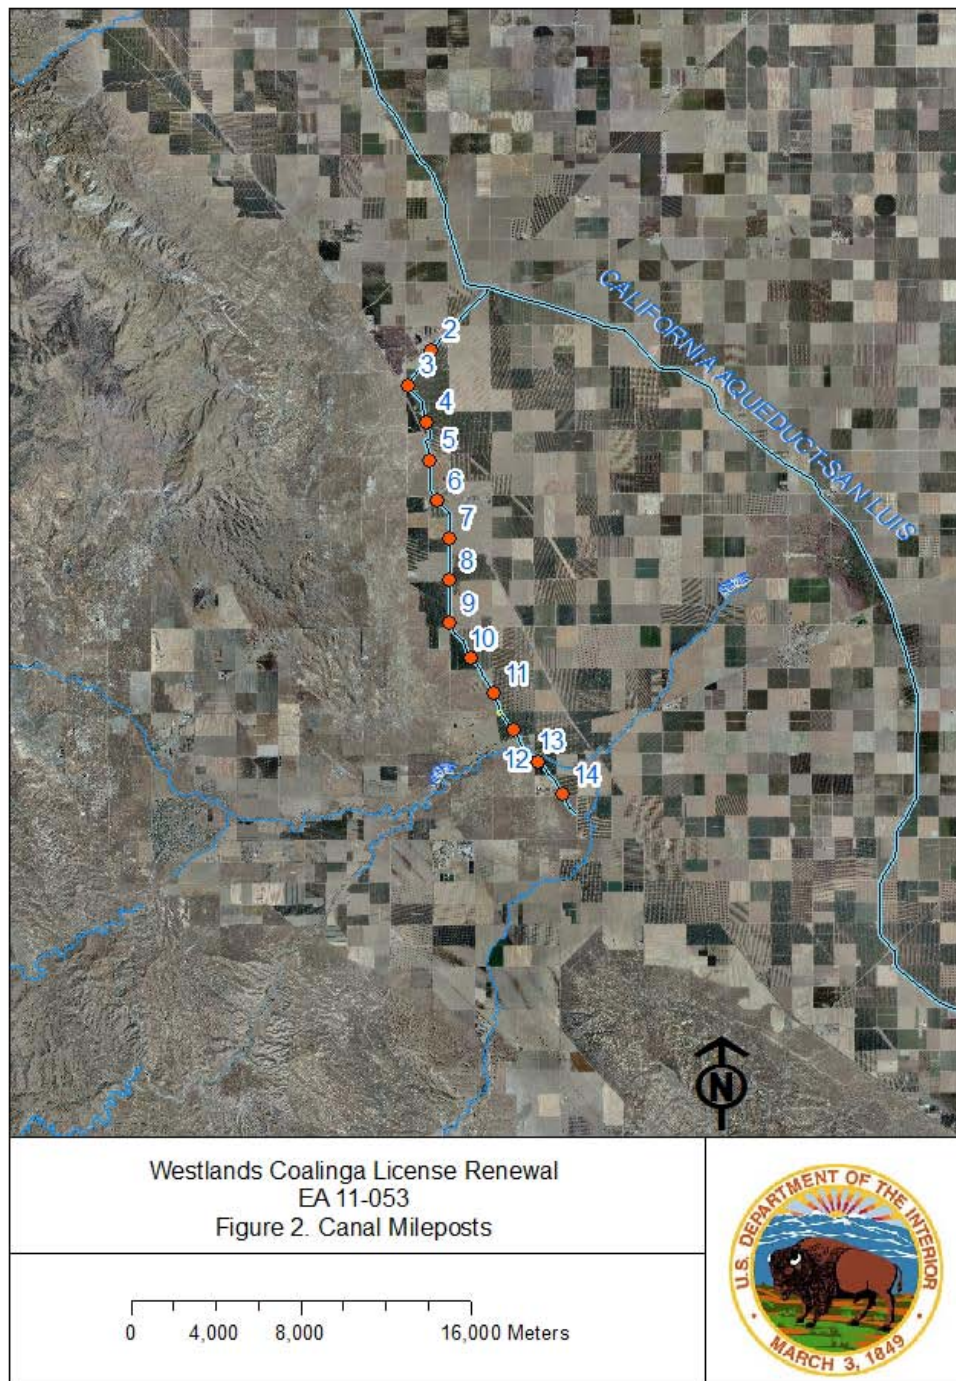 CALIFORNIA AQUEDUCT-SAN LUIS
2
3
4
5
6
7
8
9
10
11
12
13
14
N
Westlands Coalinga License Renewal
EA 11-053
Figure 2. Canal Mileposts
0 4,000 8,000 16,000 Meters
U.S. DEPARTMENT OF THE INTERIOR
MARCH 3, 1849